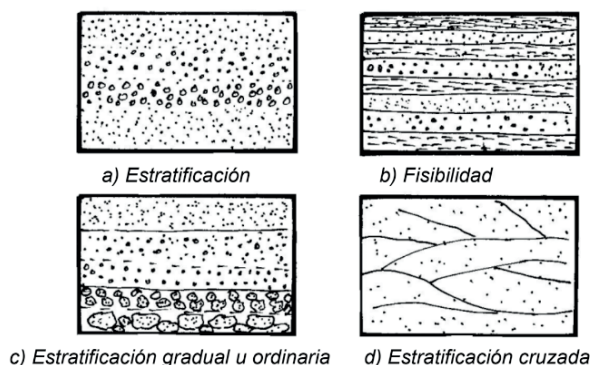 a) Estratificación
b) Fisibilidad
c) Estratificación gradual u ordinaria
d) Estratificación cruzada